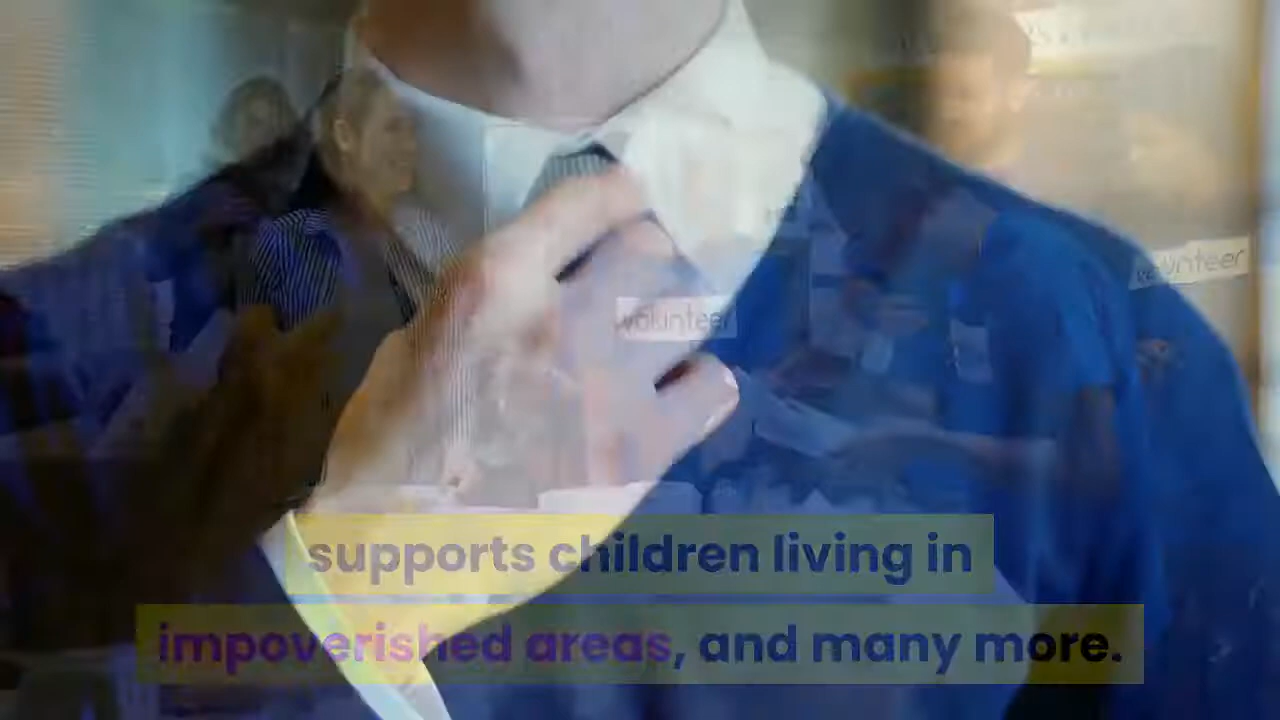 volunteer
volunteer
supports children living in
impoverished areas, and many more.